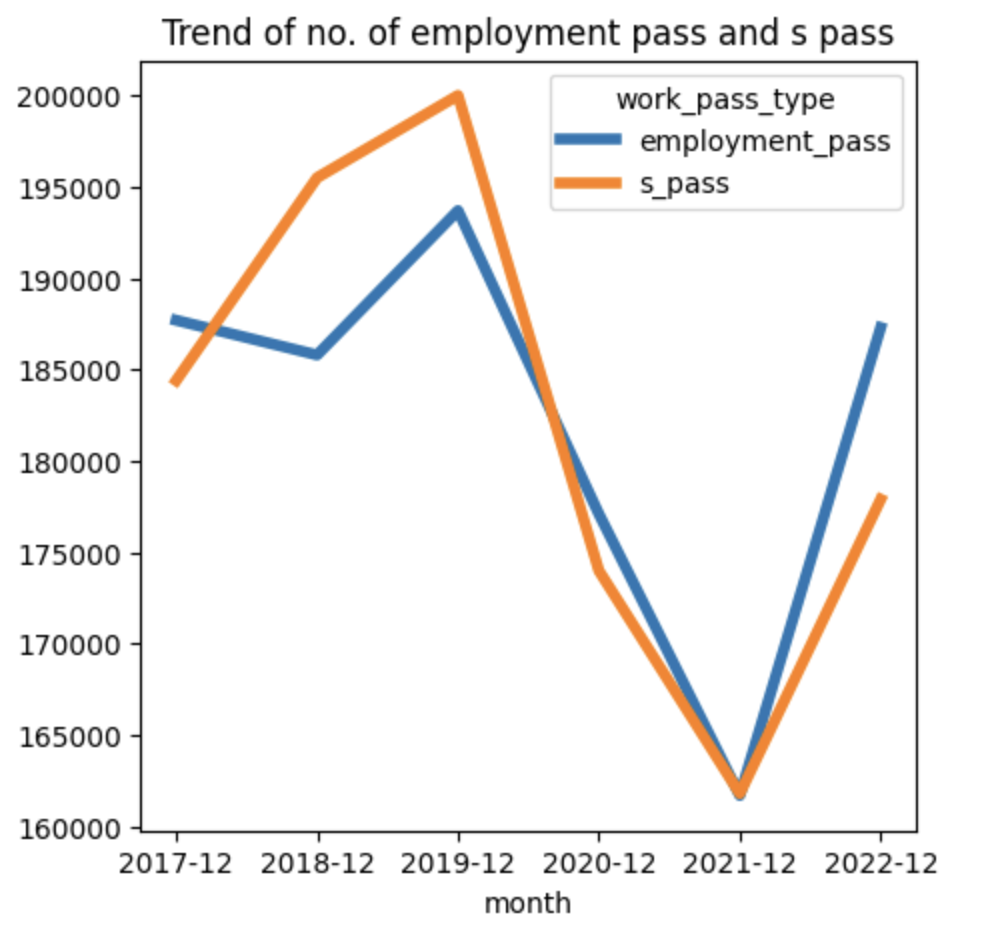 Trend of no. of employment pass and s pass
work_pass_type
employment_pass
s_pass
200000
195000
190000
185000
180000
175000
170000
165000
160000
2017-12 2018-12 2019-12 2020-12 2021-12 2022-12
month